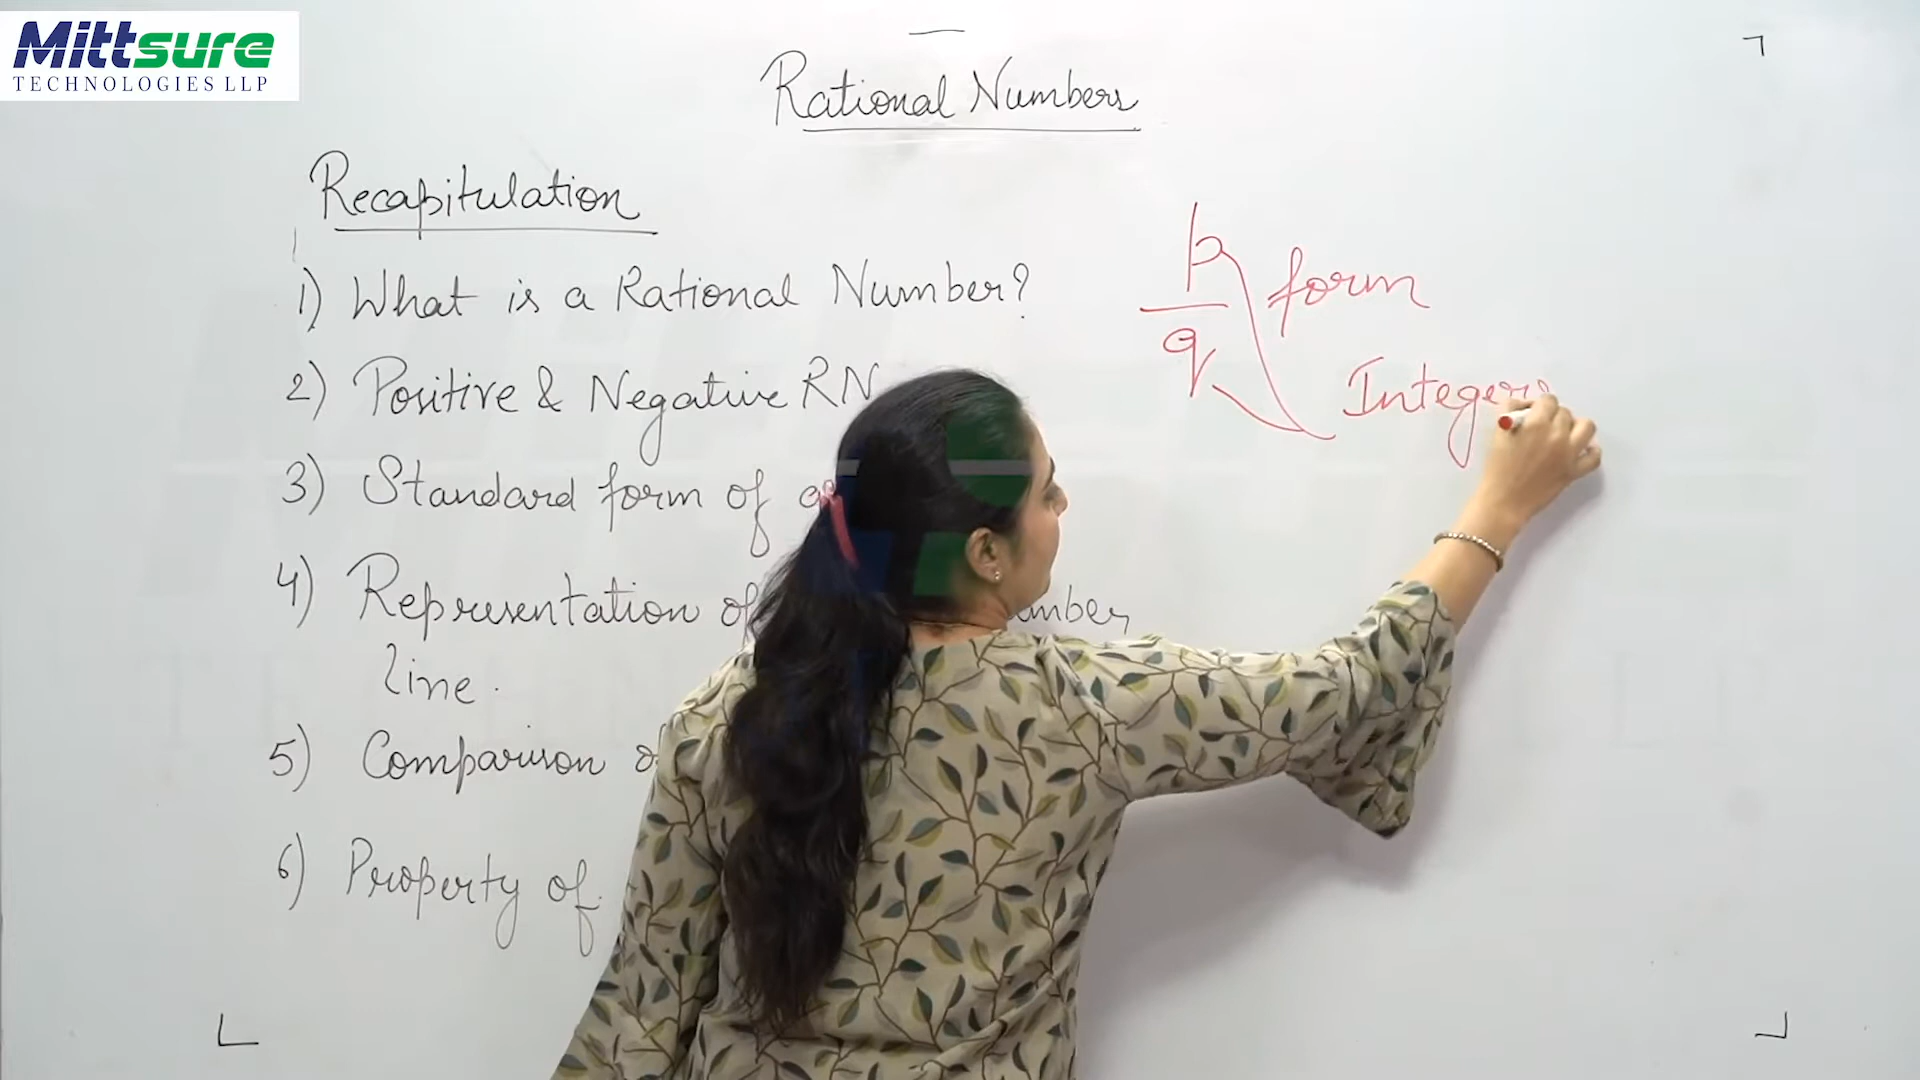 Mittsure
TECHNOLOGIES LLP
Rational Numbers
Recapitulation
1) What is a Rational Number?
2) Positive & Negative RN
3) Standard form of a
4) Representation of
line.
5) Comparison
6) Property of
p
q
form
Integers